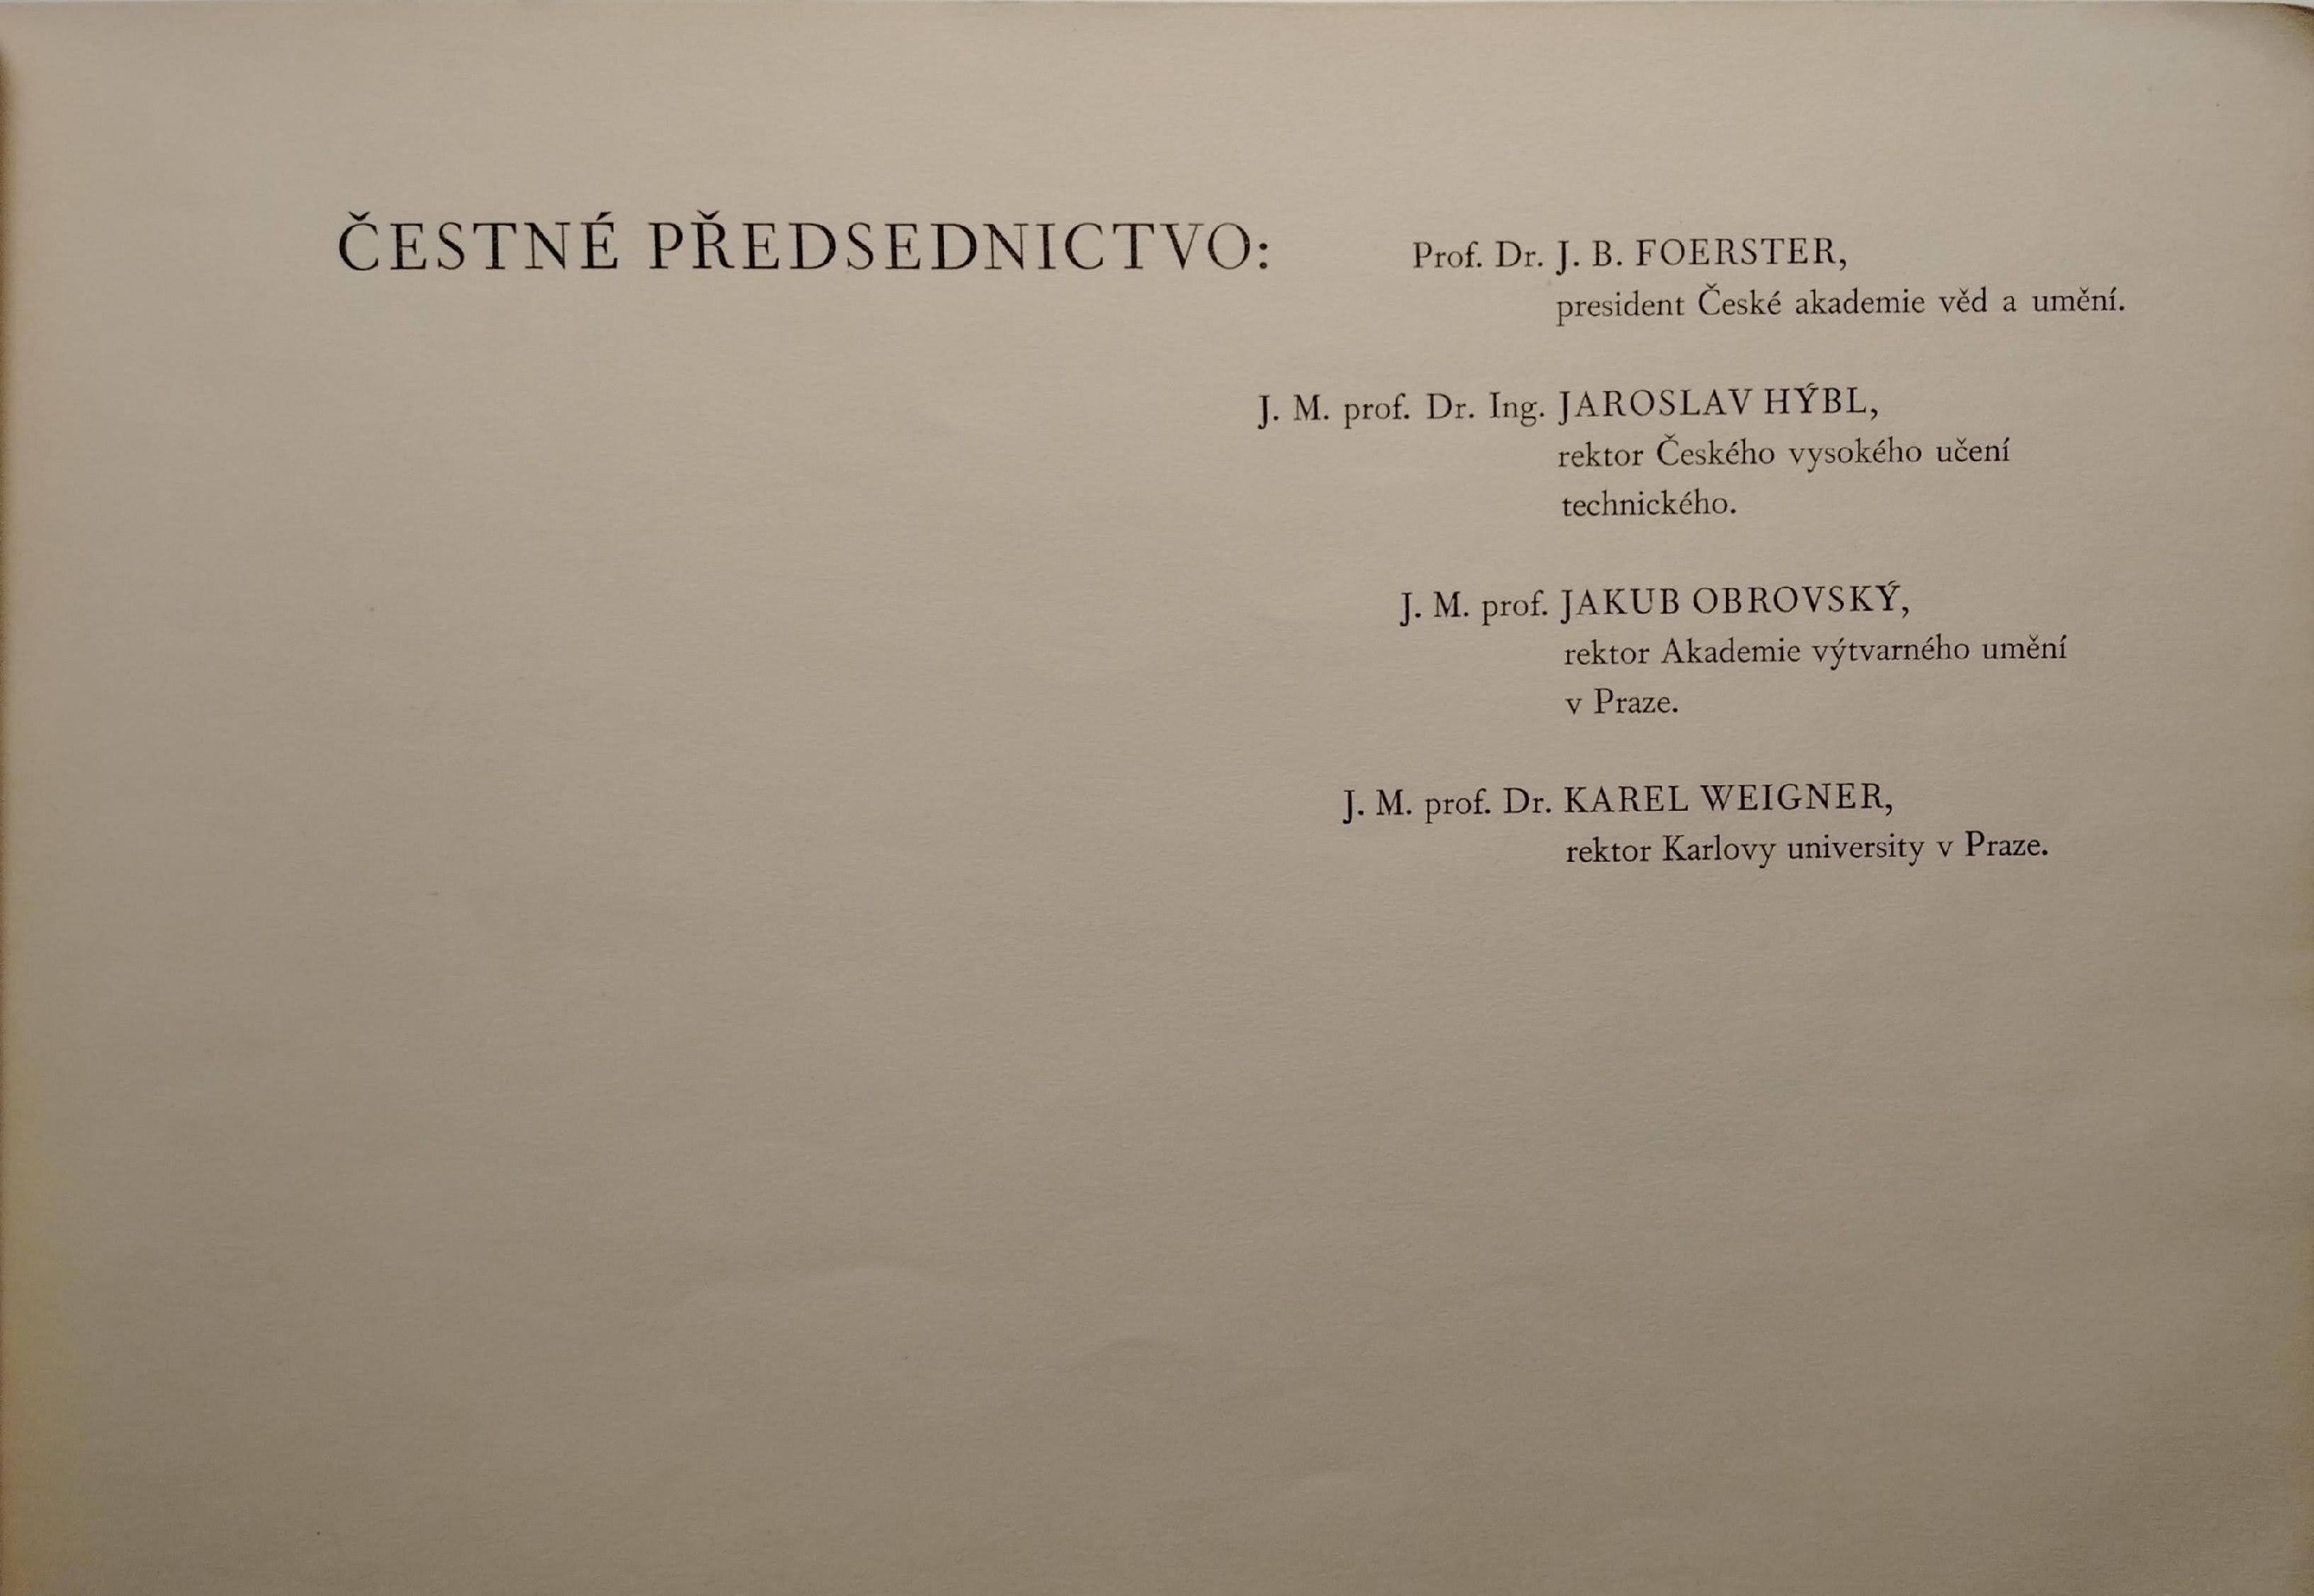 ČESTNÉ PŘEDSEDNICTVO:
Prof. Dr. J. B. FOERSTER,
president České akademie věd a umění.
J. M. prof. Dr. Ing. JAROSLAV HÝBL,
rektor Českého vysokého učení
technického.
J. M. prof. JAKUB OBROVSKÝ,
rektor Akademie výtvarného umění
v Praze.
J. M. prof. Dr. KAREL WEIGNER,
rektor Karlovy university v Praze.